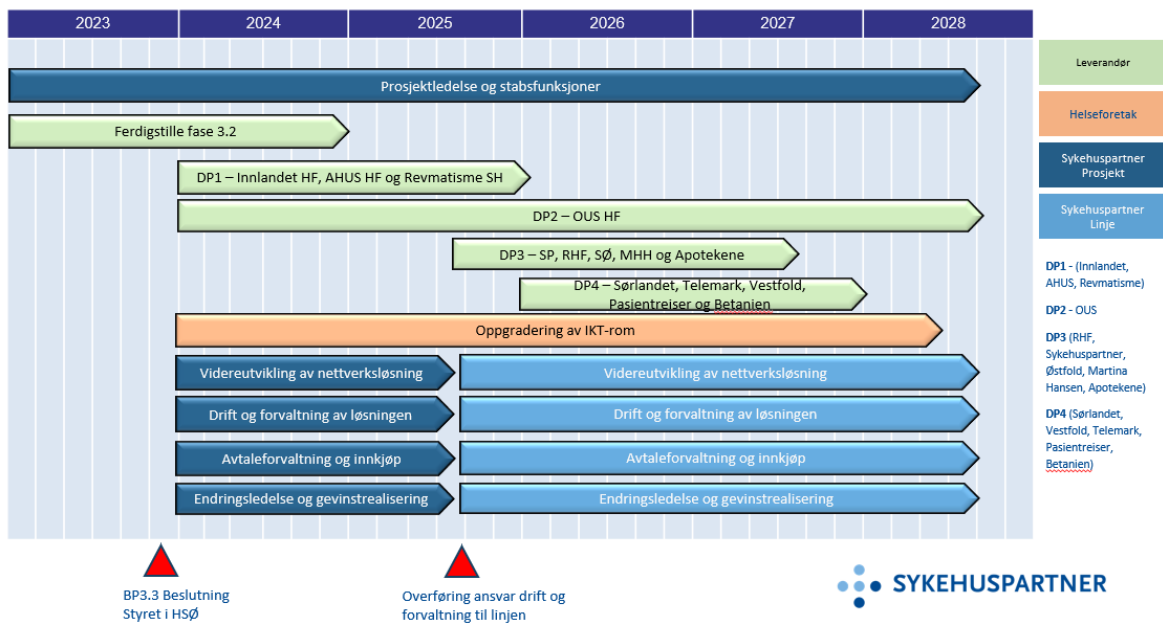 2023 2024 2025 2026 2027 2028
Prosjektledelse og stabsfunksjoner
Ferdigstille fase 3.2
DP1 – Innlandet HF, AHUS HF og Revmatisme SH
DP2 – OUS HF
DP3 – SP, RHF, SØ, MHH og Apotekene
DP4 – Sørlandet, Telemark, Vestfold,
Pasientreiser og Betanien
Oppgradering av IKT-rom
Videreutvikling av nettverksløsning Videreutvikling av nettverksløsning
Drift og forvaltning av løsningen Drift og forvaltning av løsningen
Avtaleforvaltning og innkjøp Avtaleforvaltning og innkjøp
Endringsledelse og gevinstrealisering Endringsledelse og gevinstrealisering
BP3.3 Beslutning
Styret i HSØ
Overføring ansvar drift og
forvaltning til linjen
Leverandør
Helseforetak
Sykehuspartner
Prosjekt
Sykehuspartner
Linje
DP1 - (Innlandet,
AHUS, Revmatisme)
DP2 - OUS
DP3 (RHF,
Sykehuspartner,
Østfold, Martina
Hansen, Apotekene)
DP4 (Sørlandet,
Vestfold, Telemark,
Pasientreiser,
Betanien)
SYKEHUSPARTNER